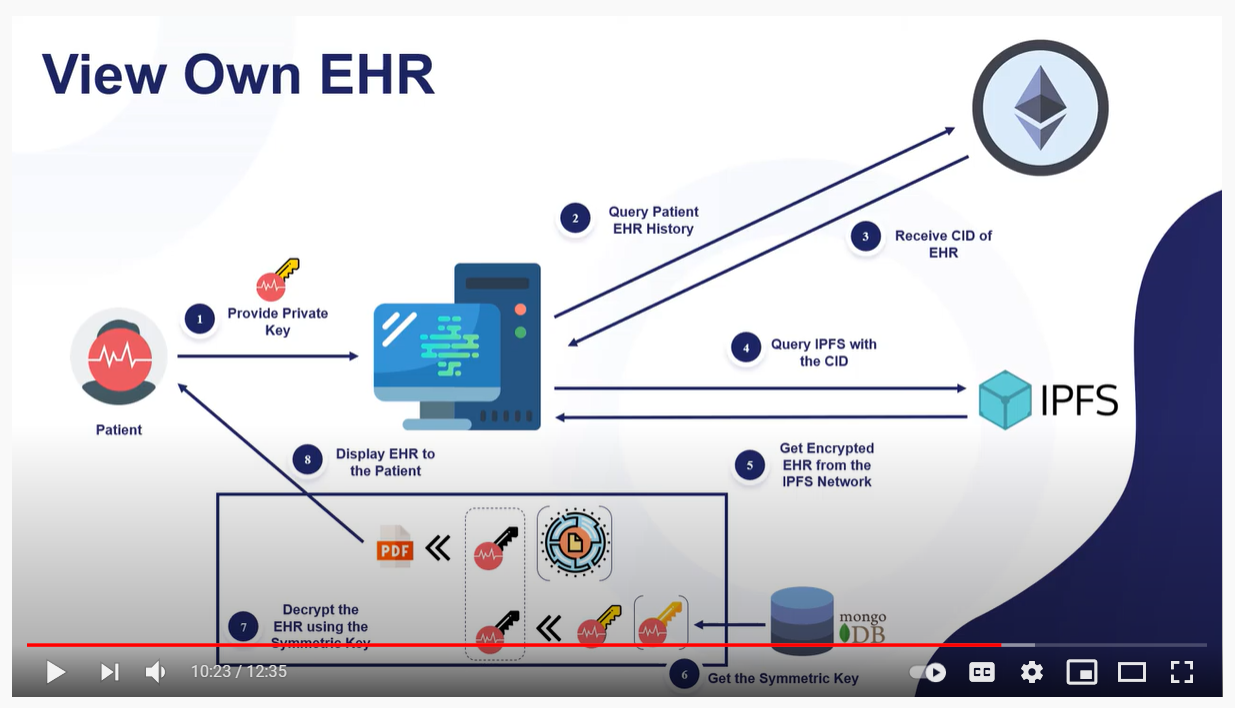 View Own EHR
2
Query Patient
EHR History
3
Receive CID of
EHR
1
Provide Private
Key
4
Query IPFS with
the CID
IPFS
Patient
8
Display EHR to
the Patient
5
Get Encrypted
EHR from the
IPFS Network
PDF
7
Decrypt the
EHR using the
Symmetric Key
mongo
DB
10:23 / 12:35
CC
6
Get the Symmetric Key